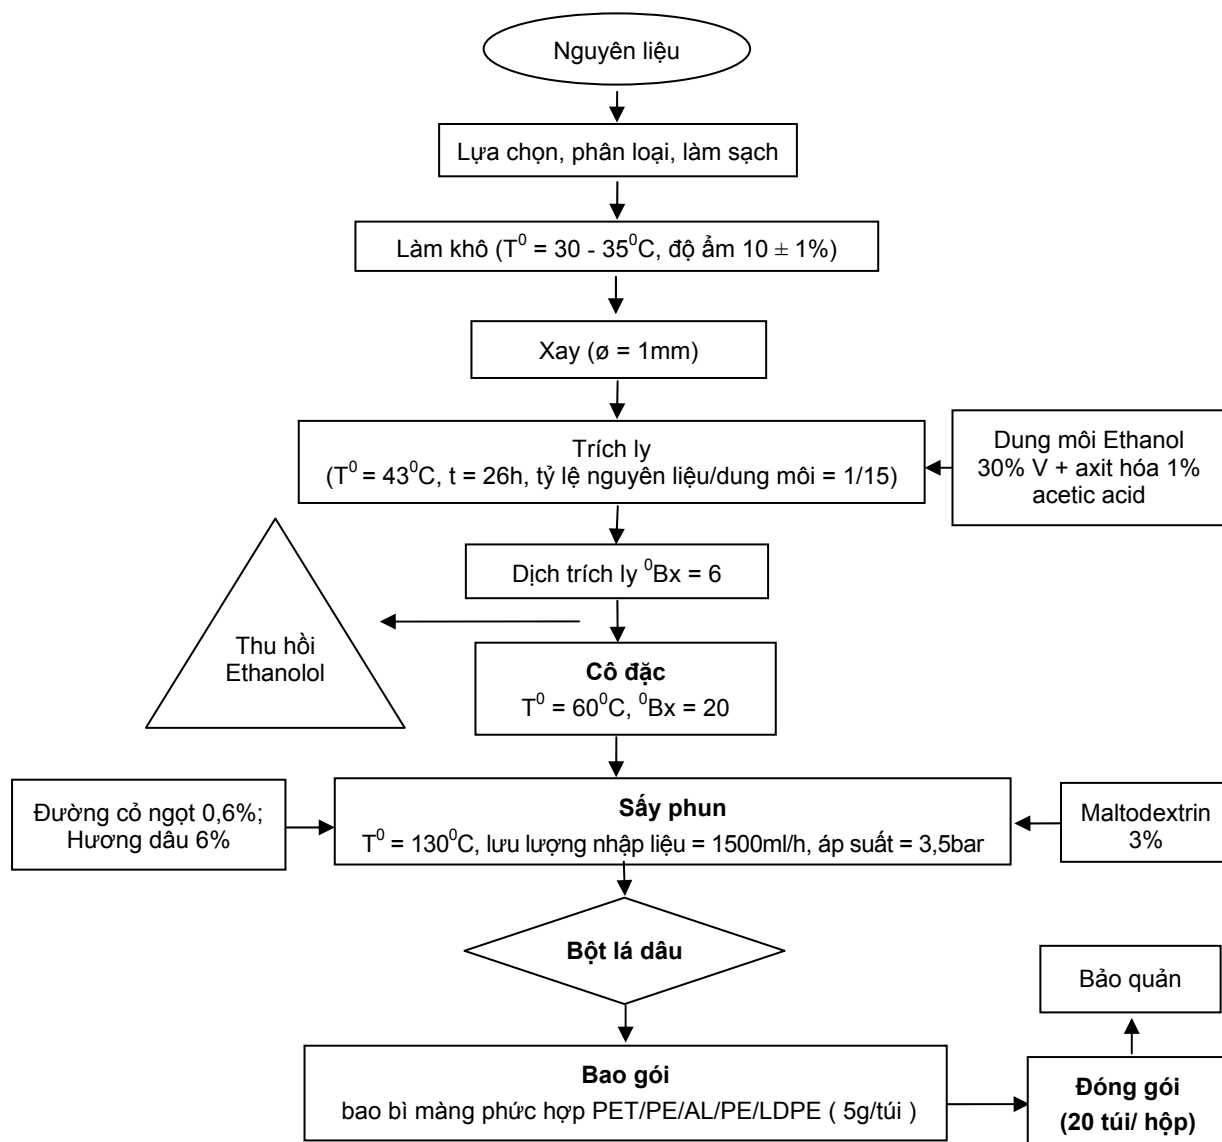 Nguyên liệu
Lựa chọn, phân loại, làm sạch
Làm khô (T⁰ = 30 - 35⁰C, độ ẩm 10 ± 1%)
Xay (ø = 1mm)
Trích ly
(T⁰ = 43⁰C, t = 26h, tỷ lệ nguyên liệu/dung môi = 1/15)
Dung môi Ethanol
30% V + axit hóa 1%
acetic acid
Dịch trích ly ⁰Bx = 6
Thu hồi
Ethanolol
Cô đặc
T⁰ = 60⁰C, ⁰Bx = 20
Đường cỏ ngọt 0,6%;
Hương dâu 6%
Sấy phun
T⁰ = 130⁰C, lưu lượng nhập liệu = 1500ml/h, áp suất = 3,5bar
Maltodextrin
3%
Bột lá dâu
Bảo quản
Bao gói
bao bì màng phức hợp PET/PE/AL/PE/LDPE ( 5g/túi )
Đóng gói
(20 túi/ hộp)